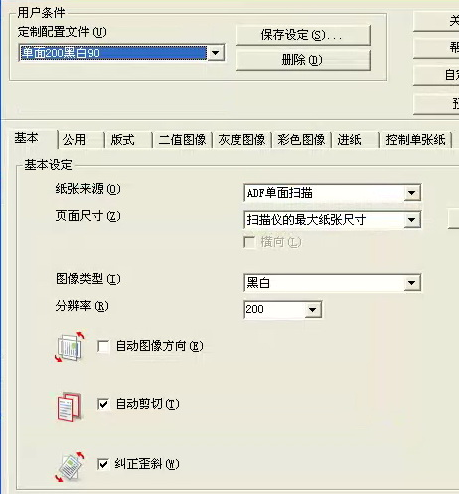 用户条件
定制配置文件(U)
单面200黑白90
保存设定(S)...
删除(D)
关
自定
基本 公用 版式 二值图像 灰度图像 彩色图像 进纸 控制单张纸
基本设定
纸张来源(O) ADF单面扫描
页面尺寸(Z) 扫描仪的最大纸张尺寸
横向(L)
图像类型(I) 黑白
分辨率(R) 200
自动图像方向(E)
自动剪切(T)
纠正歪斜(W)